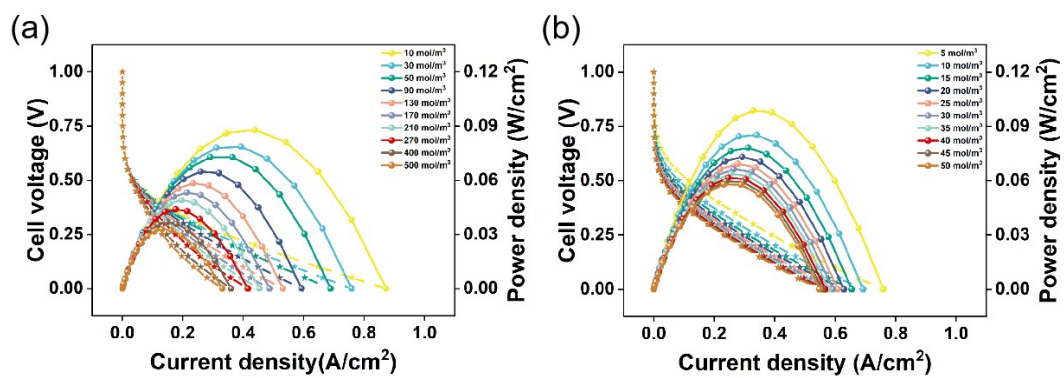 (a)
10 mol/m³
30 mol/m³
50 mol/m³
90 mol/m³
130 mol/m³
170 mol/m³
210 mol/m³
270 mol/m³
400 mol/m³
500 mol/m³
1.00
0.75
0.50
0.25
0.00
Cell voltage (V)
0.12
0.09
0.06
0.03
0.00
Power density (W/cm²)
0.0 0.2 0.4 0.6 0.8 1.0
Current density(A/cm²)
(b)
5 mol/m³
10 mol/m³
15 mol/m³
20 mol/m³
25 mol/m³
30 mol/m³
35 mol/m³
40 mol/m³
45 mol/m³
50 mol/m³
1.00
0.75
0.50
0.25
0.00
Cell voltage (V)
0.12
0.09
0.06
0.03
0.00
Power density (W/cm²)
0.0 0.2 0.4 0.6 0.8 1.0
Current density (A/cm²)